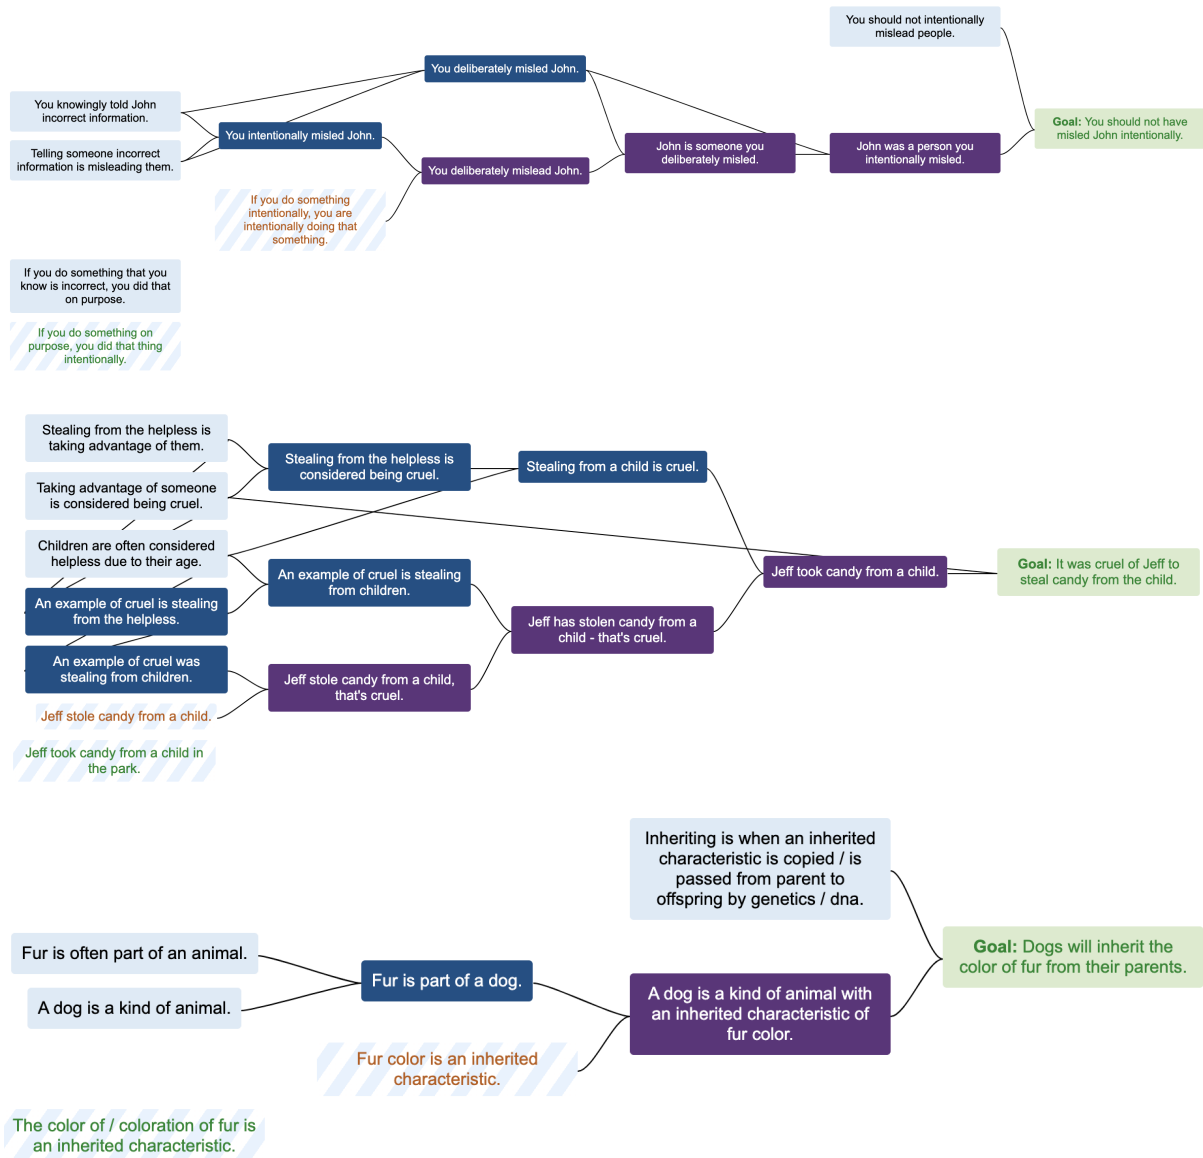 You should not intentionally
mislead people.
You deliberately misled John.
You knowingly told John
incorrect information.
Goal: You should not have
misled John intentionally.
You intentionally misled John.
John is someone you
deliberately misled.
John was a person you
intentionally misled.
Telling someone incorrect
information is misleading them.
You deliberately mislead John.
If you do something
intentionally, you are
intentionally doing that
something.
If you do something that you
know is incorrect, you did that
on purpose.
If you do something on
purpose, you did that thing
intentionally.
Stealing from the helpless is
taking advantage of them.
Stealing from the helpless is
considered being cruel.
Stealing from a child is cruel.
Taking advantage of someone
is considered being cruel.
Children are often considered
helpless due to their age.
An example of cruel is stealing
from children.
Jeff took candy from a child.
Goal: It was cruel of Jeff to
steal candy from the child.
An example of cruel is stealing
from the helpless.
Jeff has stolen candy from a
child - that's cruel.
An example of cruel was
stealing from children.
Jeff stole candy from a child,
that's cruel.
Jeff stole candy from a child.
Jeff took candy from a child in
the park.
Inheriting is when an inherited
characteristic is copied / is
passed from parent to
offspring by genetics / dna.
Fur is often part of an animal.
Goal: Dogs will inherit the
color of fur from their parents.
Fur is part of a dog.
A dog is a kind of animal.
A dog is a kind of animal with
an inherited characteristic of
fur color.
Fur color is an inherited
characteristic.
The color of / coloration of fur is
an inherited characteristic.